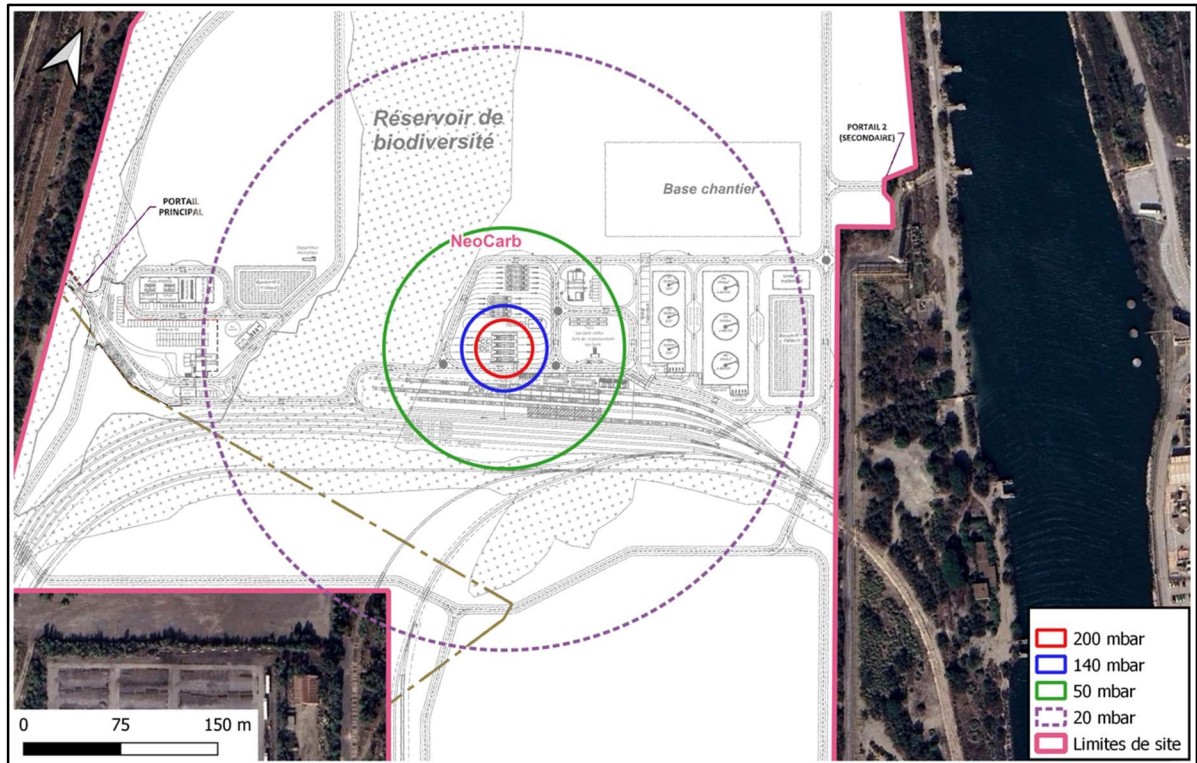 Réservoir de
biodiversité
PORTAIL 2
(SECONDAIRE)
Base chantier
PORTAIL
PRINCIPAL
NeoCarb
200 mbar
140 mbar
50 mbar
20 mbar
Limites de site
0 75 150 m